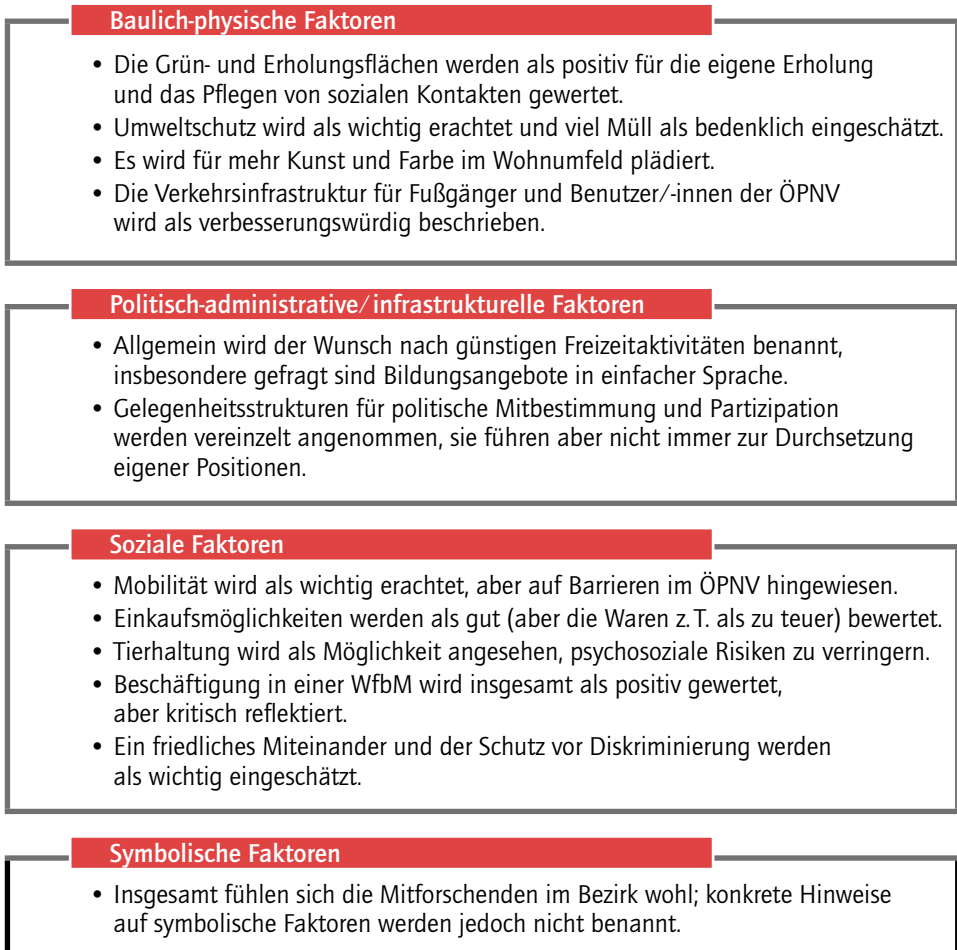 Baulich-physische Faktoren
• Die Grün- und Erholungsflächen werden als positiv für die eigene Erholung
und das Pflegen von sozialen Kontakten gewertet.
• Umweltschutz wird als wichtig erachtet und viel Müll als bedenklich eingeschätzt.
• Es wird für mehr Kunst und Farbe im Wohnumfeld plädiert.
• Die Verkehrsinfrastruktur für Fußgänger und Benutzer/-innen der ÖPNV
wird als verbesserungswürdig beschrieben.
Politisch-administrative/infrastrukturelle Faktoren
• Allgemein wird der Wunsch nach günstigen Freizeitaktivitäten benannt,
insbesondere gefragt sind Bildungsangebote in einfacher Sprache.
• Gelegenheitsstrukturen für politische Mitbestimmung und Partizipation
werden vereinzelt angenommen, sie führen aber nicht immer zur Durchsetzung
eigener Positionen.
Soziale Faktoren
• Mobilität wird als wichtig erachtet, aber auf Barrieren im ÖPNV hingewiesen.
• Einkaufsmöglichkeiten werden als gut (aber die Waren z.T. als zu teuer) bewertet.
• Tierhaltung wird als Möglichkeit angesehen, psychosoziale Risiken zu verringern.
• Beschäftigung in einer WfbM wird insgesamt als positiv gewertet,
aber kritisch reflektiert.
• Ein friedliches Miteinander und der Schutz vor Diskriminierung werden
als wichtig eingeschätzt.
Symbolische Faktoren
• Insgesamt fühlen sich die Mitforschenden im Bezirk wohl; konkrete Hinweise
auf symbolische Faktoren werden jedoch nicht benannt.